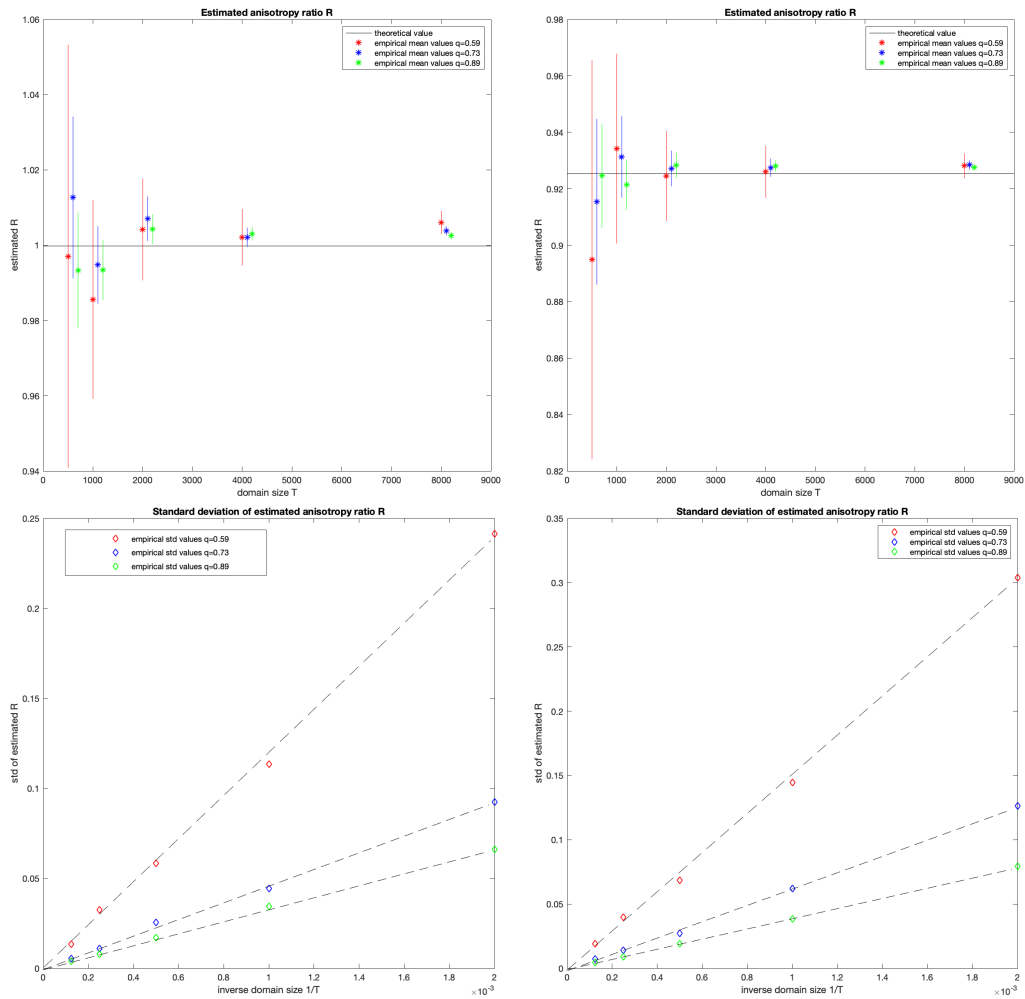 Estimated anisotropy ratio R
1.06
1.04
1.02
1
0.98
0.96
0.94
estimated R
theoretical value
empirical mean values q=0.59
empirical mean values q=0.73
empirical mean values q=0.89
0 1000 2000 3000 4000 5000 6000 7000 8000 9000
domain size T
Estimated anisotropy ratio R
0.98
0.96
0.94
0.92
0.9
0.88
0.86
0.84
0.82
estimated R
theoretical value
empirical mean values q=0.59
empirical mean values q=0.73
empirical mean values q=0.89
0 1000 2000 3000 4000 5000 6000 7000 8000 9000
domain size T
Standard deviation of estimated anisotropy ratio R
0.25
0.2
0.15
0.1
0.05
0
std of estimated R
empirical std values q=0.59
empirical std values q=0.73
empirical std values q=0.89
0 0.2 0.4 0.6 0.8 1 1.2 1.4 1.6 1.8 2
inverse domain size 1/T
×10⁻³
Standard deviation of estimated anisotropy ratio R
0.35
0.3
0.25
0.2
0.15
0.1
0.05
0
std of estimated R
empirical std values q=0.59
empirical std values q=0.73
empirical std values q=0.89
0 0.2 0.4 0.6 0.8 1 1.2 1.4 1.6 1.8 2
inverse domain size 1/T
×10⁻³